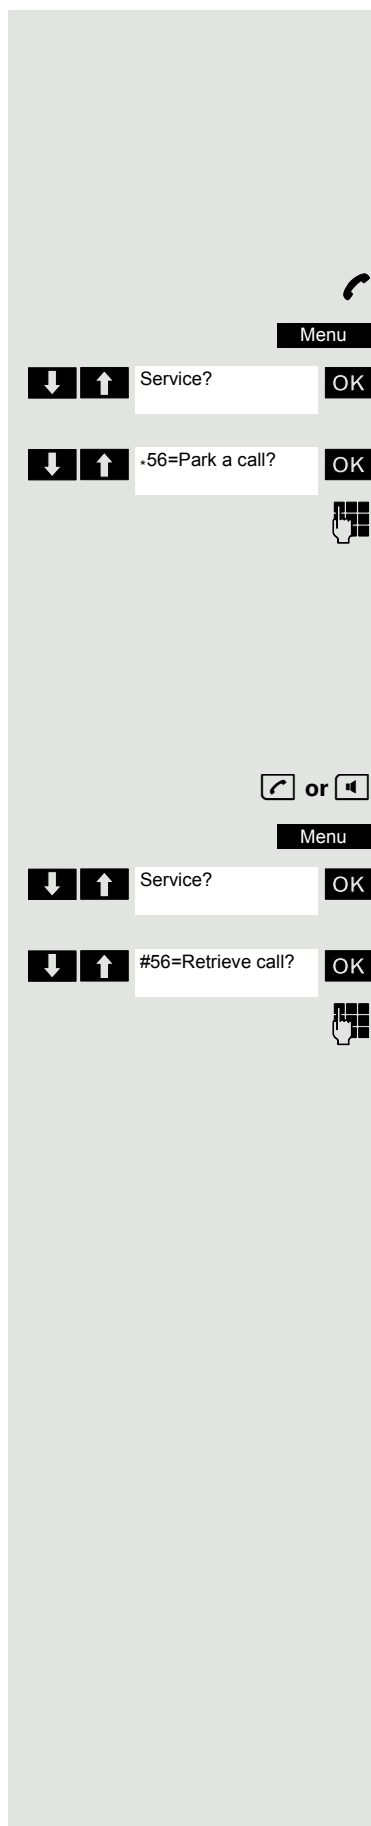 Menu
Service? OK
*56=Park a call? OK
or
Menu
Service? OK
#56=Retrieve call? OK